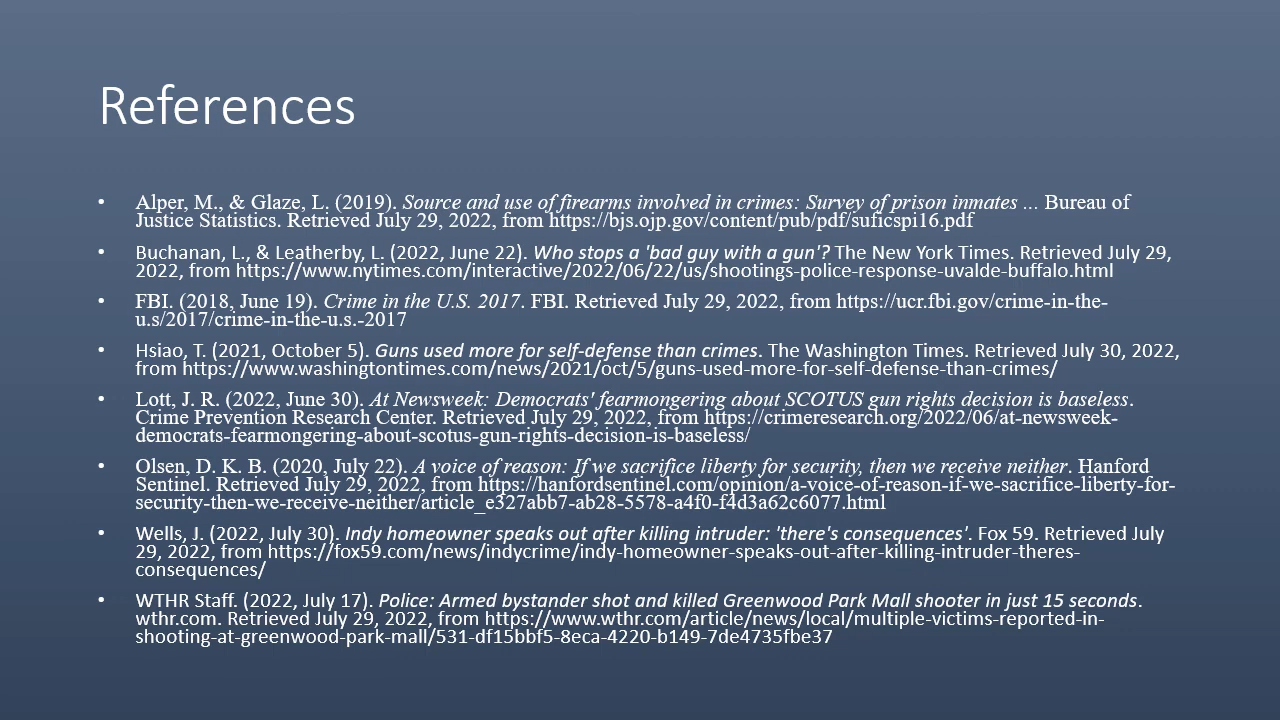 References
• Alper, M., & Glaze, L. (2019). Source and use of firearms involved in crimes: Survey of prison inmates ... Bureau of
Justice Statistics. Retrieved July 29, 2022, from https://bjs.ojp.gov/content/pub/pdf/suficspi16.pdf
• Buchanan, L., & Leatherby, L. (2022, June 22). Who stops a 'bad guy with a gun'? The New York Times. Retrieved July 29,
2022, from https://www.nytimes.com/interactive/2022/06/22/us/shootings-police-response-uvalde-buffalo.html
• FBI. (2018, June 19). Crime in the U.S. 2017. FBI. Retrieved July 29, 2022, from https://ucr.fbi.gov/crime-in-the-
u.s/2017/crime-in-the-u.s.-2017
• Hsiao, T. (2021, October 5). Guns used more for self-defense than crimes. The Washington Times. Retrieved July 30, 2022,
from https://www.washingtontimes.com/news/2021/oct/5/guns-used-more-for-self-defense-than-crimes/
• Lott, J. R. (2022, June 30). At Newsweek: Democrats' fearmongering about SCOTUS gun rights decision is baseless.
Crime Prevention Research Center. Retrieved July 29, 2022, from https://crimeresearch.org/2022/06/at-newsweek-
democrats-fearmongering-about-scotus-gun-rights-decision-is-baseless/
• Olsen, D. K. B. (2020, July 22). A voice of reason: If we sacrifice liberty for security, then we receive neither. Hanford
Sentinel. Retrieved July 29, 2022, from https://hanfordsentinel.com/opinion/a-voice-of-reason-if-we-sacrifice-liberty-for-
security-then-we-receive-neither/article_e327abb7-ab28-5578-a4f0-f4d3a62c6077.html
• Wells, J. (2022, July 30). Indy homeowner speaks out after killing intruder: 'there's consequences'. Fox 59. Retrieved July
29, 2022, from https://fox59.com/news/indycrime/indy-homeowner-speaks-out-after-killing-intruder-theres-
consequences/
• WTHR Staff. (2022, July 17). Police: Armed bystander shot and killed Greenwood Park Mall shooter in just 15 seconds.
wthr.com. Retrieved July 29, 2022, from https://www.wthr.com/article/news/local/multiple-victims-reported-in-
shooting-at-greenwood-park-mall/531-df15bbf5-8eca-4220-b149-7de4735fbe37